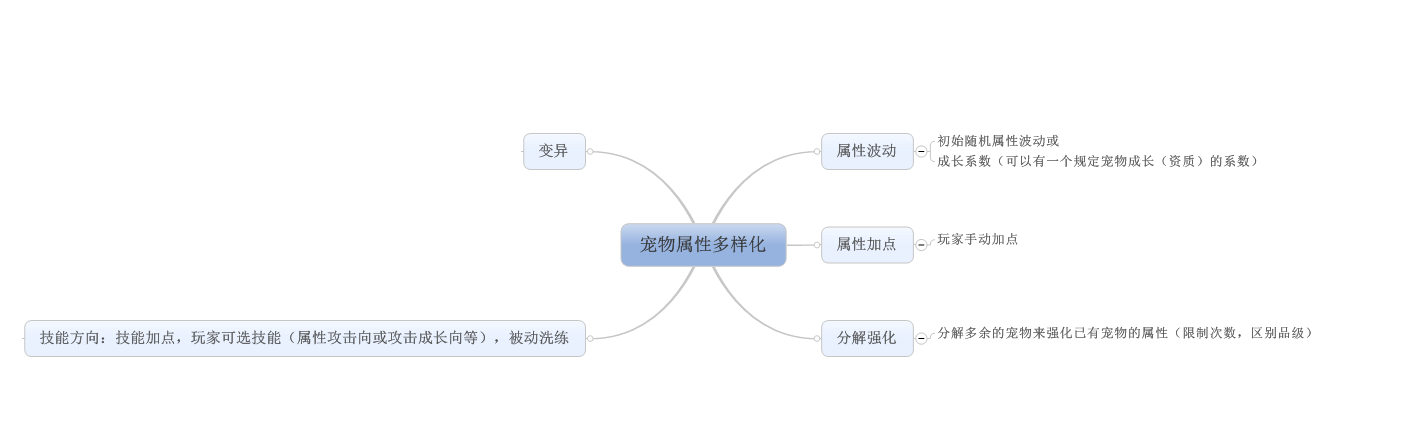 宠物属性多样化
属性波动
初始随机属性波动或
成长系数（可以有一个规定宠物成长（资质）的系数）
属性加点
玩家手动加点
分解强化
分解多余的宠物来强化已有宠物的属性（限制次数，区别品级）
变异
技能方向：技能加点，玩家可选技能（属性攻击向或攻击成长向等），被动洗练